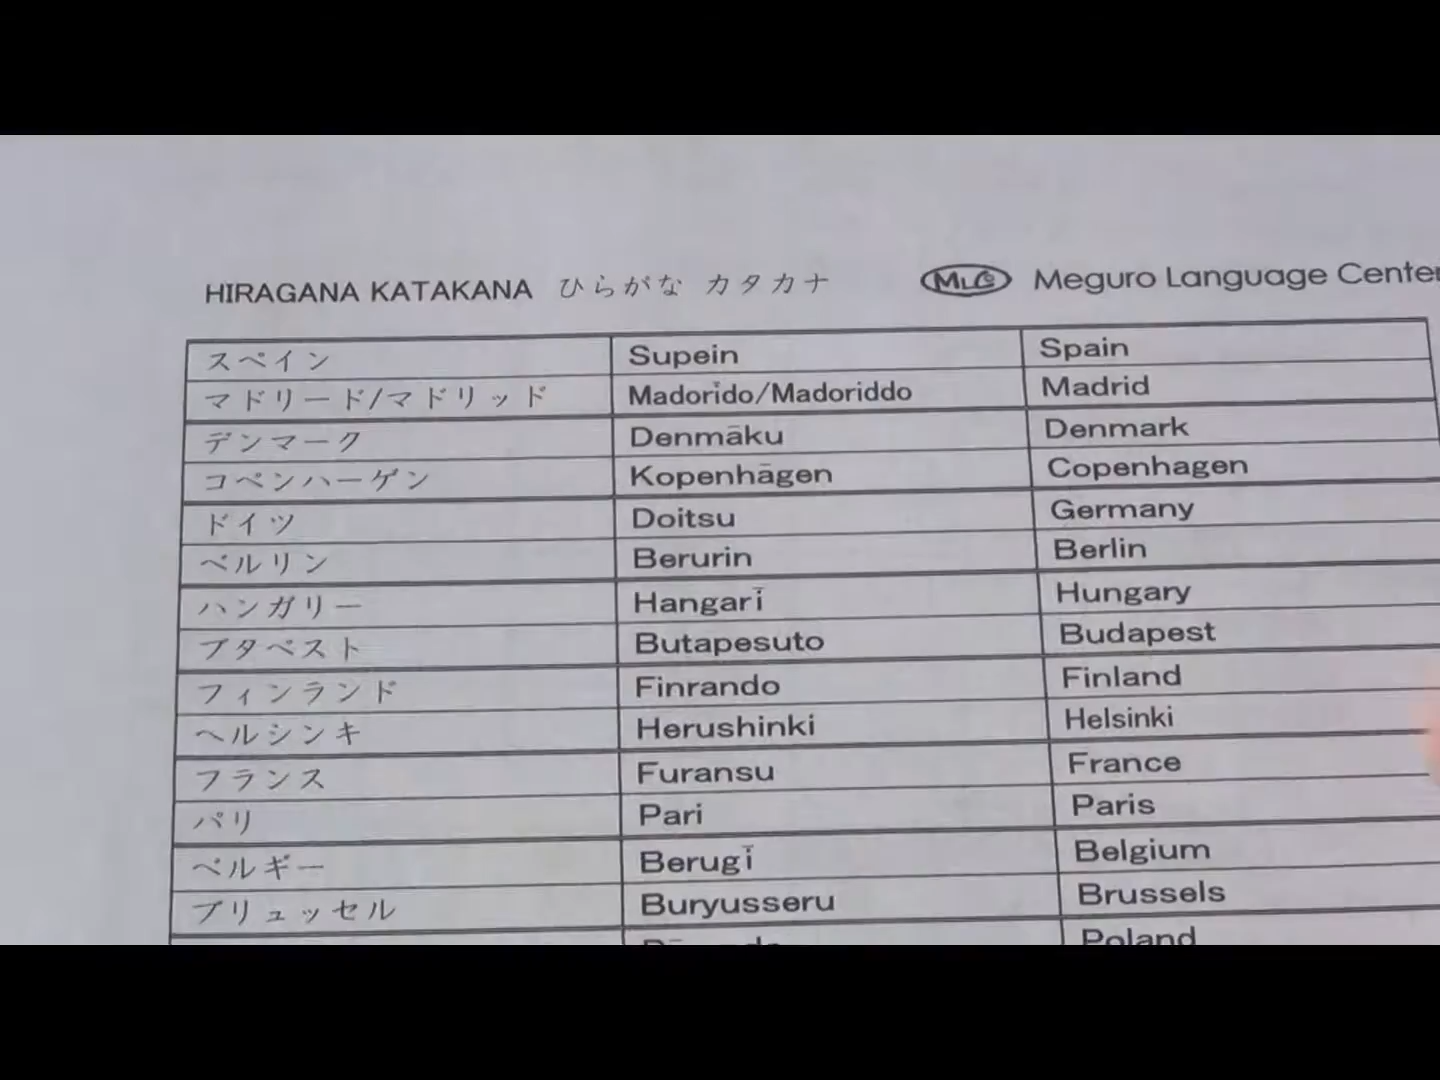 HIRAGANA KATAKANA ひらがな カタカナ MLC Meguro Language Center
スペイン Supein Spain
マドリード/マドリッド Madorīdo/Madoriddo Madrid
デンマーク Denmāku Denmark
コペンハーゲン Kopenhāgen Copenhagen
ドイツ Doitsu Germany
ベルリン Berurin Berlin
ハンガリー Hangarī Hungary
ブタペスト Butapesuto Budapest
フィンランド Finrando Finland
ヘルシンキ Herushinki Helsinki
フランス Furansu France
パリ Pari Paris
ベルギー Berugī Belgium
ブリュッセル Buryusseru Brussels
Poland